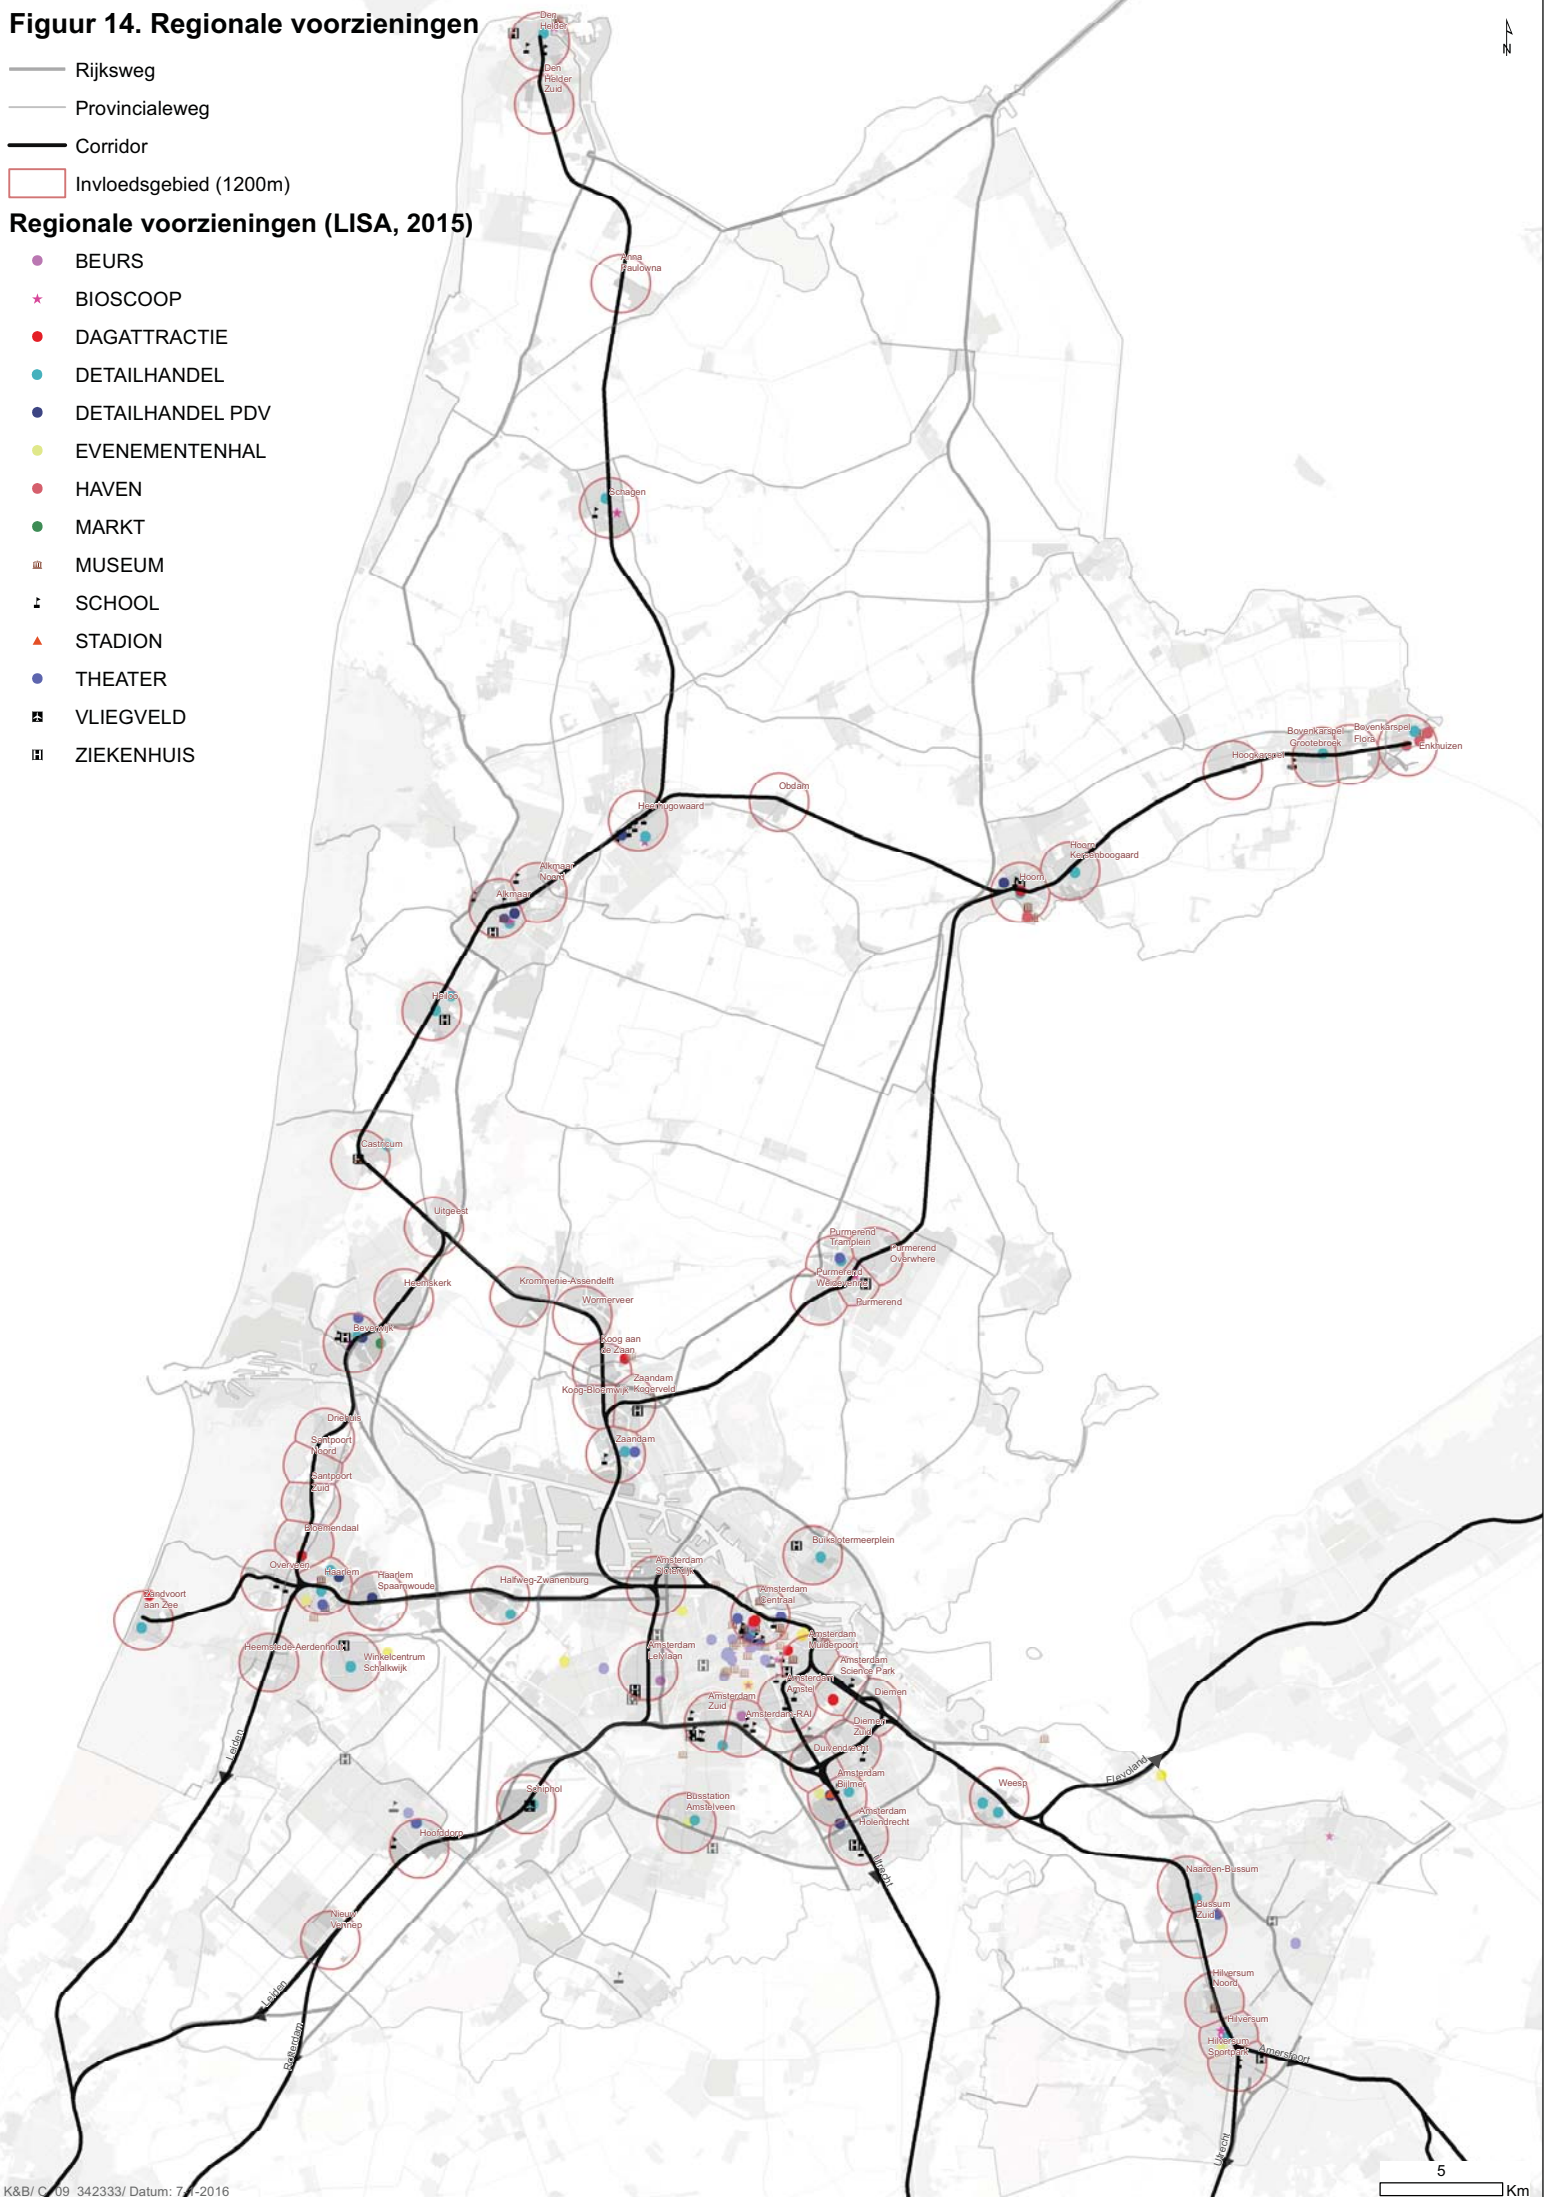 Figuur 14. Regionale voorzieningen
Rijksweg
Provincialeweg
Corridor
Invloedsgebied (1200m)
Regionale voorzieningen (LISA, 2015)
BEURS
BIOSCOOP
DAGATTRACTIE
DETAILHANDEL
DETAILHANDEL PDV
EVENEMENTENHAL
HAVEN
MARKT
MUSEUM
SCHOOL
STADION
THEATER
VLIEGVELD
ZIEKENHUIS
N
Den
Helder
Den
Helder
Zuid
Anna
Paulowna
Schagen
Bovenkarspel
Grootebroek
Bovenkarspel
Flora
Enkhuizen
Hoogkarspel
Obdam
Heerhugowaard
Hoorn
Kersenboogaard
Hoorn
Alkmaar
Noord
Alkmaar
Heiloo
Castricum
Uitgeest
Heemskerk
Krommenie-Assendelft
Wormerveer
Purmerend
Tramplein
Purmerend
Overwhere
Purmerend
Weidevenne
Purmerend
Beverwijk
Koog aan
de Zaan
Zaandam
Kogerveld
Koog-Bloemwijk
Zaandam
Driehuis
Santpoort
Noord
Santpoort
Zuid
Bloemendaal
Overveen
Haarlem
Haarlem
Spaarnwoude
Halfweg-Zwanenburg
Zandvoort
aan Zee
Heemstede-Aerdenhout
Winkelcentrum
Schalkwijk
Amsterdam
Sloterdijk
Buikslotermeerplein
Amsterdam
Centraal
Amsterdam
Muiderpoort
Amsterdam
Lelylaan
Amsterdam
Science Park
Amsterdam
Amstel
Diemen
Amsterdam
Zuid
Amsterdam-RAI
Diemen
Zuid
Duivendrecht
Amsterdam
Bijlmer
Amsterdam
Holendrecht
Weesp
Flevoland
Leiden
Schiphol
Busstation
Amstelveen
Hoofddorp
Utrecht
Nieuw
Vennep
Naarden-Bussum
Bussum
Zuid
Hilversum
Noord
Hilversum
Hilversum
Sportpark
Amersfoort
Leiden
Rotterdam
Utrecht
5
Km
K&B/ C_09_342333/ Datum: 7-1-2016